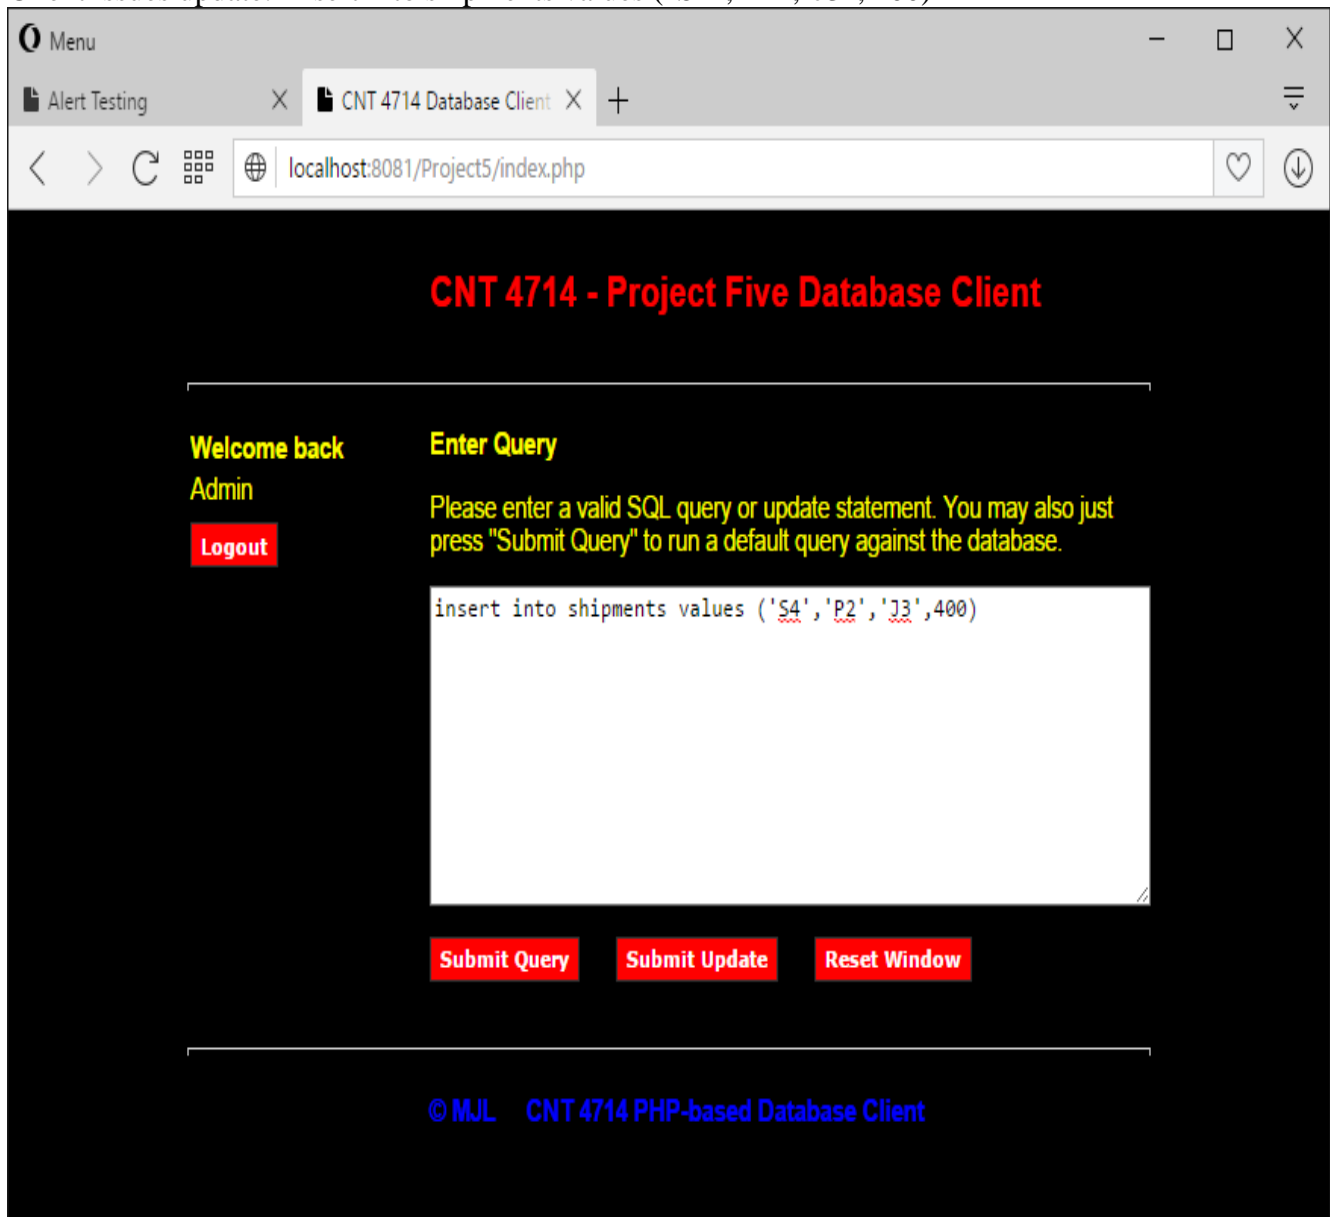 Menu
Alert Testing
CNT 4714 Database Client
localhost:8081/Project5/index.php
CNT 4714 - Project Five Database Client
Welcome back
Admin
Logout
Enter Query
Please enter a valid SQL query or update statement. You may also just
press "Submit Query" to run a default query against the database.
insert into shipments values ('S4','P2','J3',400)
Submit Query
Submit Update
Reset Window
© MJL CNT 4714 PHP-based Database Client